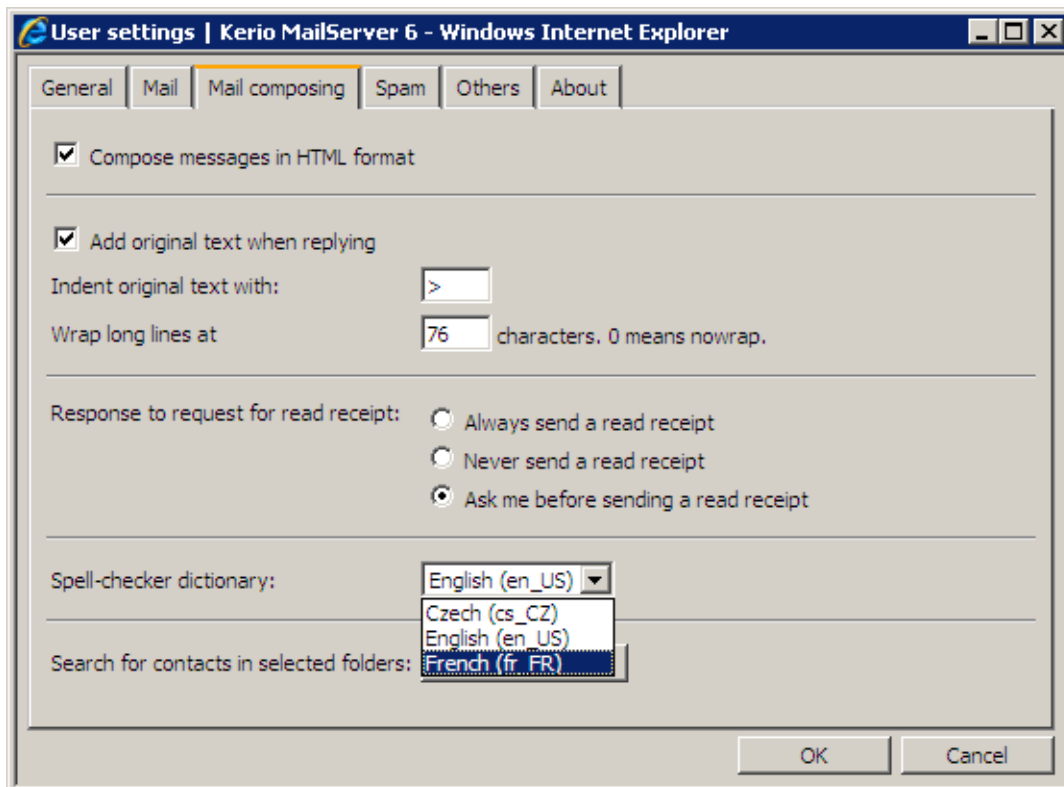 User settings | Kerio MailServer 6 - Windows Internet Explorer
General Mail Mail composing Spam Others About
Compose messages in HTML format
Add original text when replying
Indent original text with: >
Wrap long lines at 76 characters. 0 means nowrap.
Response to request for read receipt: Always send a read receipt
Never send a read receipt
Ask me before sending a read receipt
Spell-checker dictionary: English (en_US)
Czech (cs_CZ)
English (en_US)
Search for contacts in selected folders: French (fr_FR)
OK Cancel